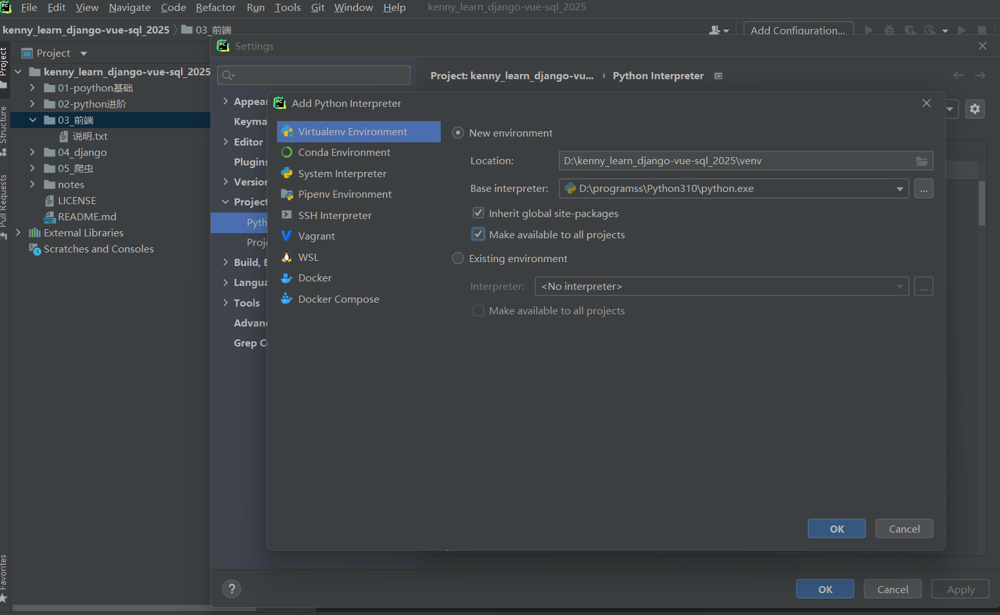 File Edit View Navigate Code Refactor Run Tools Git Window Help kenny_learn_django-vue-sql_2025
kenny_learn_django-vue-sql_2025 03_前端 Add Configuration...
Project
Structure
Pull Requests
Favorites
Project
kenny_learn_django-vue-sql_2025
01-poython基础
02-python进阶
03_前端
说明.txt
04_django
05_爬虫
notes
LICENSE
README.md
External Libraries
Scratches and Consoles
Settings
Project: kenny_learn_django-vu... › Python Interpreter
Appear
Keyma
Editor
Plugins
Version
Project
Pyth
Proje
Build, E
Langua
Tools
Advanc
Grep Co
Add Python Interpreter
Virtualenv Environment
Conda Environment
System Interpreter
Pipenv Environment
SSH Interpreter
Vagrant
WSL
Docker
Docker Compose
New environment
Location: D:\kenny_learn_django-vue-sql_2025\venv
Base interpreter: D:\programss\Python310\python.exe ...
Inherit global site-packages
Make available to all projects
Existing environment
Interpreter: <No interpreter> ...
Make available to all projects
OK Cancel
? OK Cancel Apply